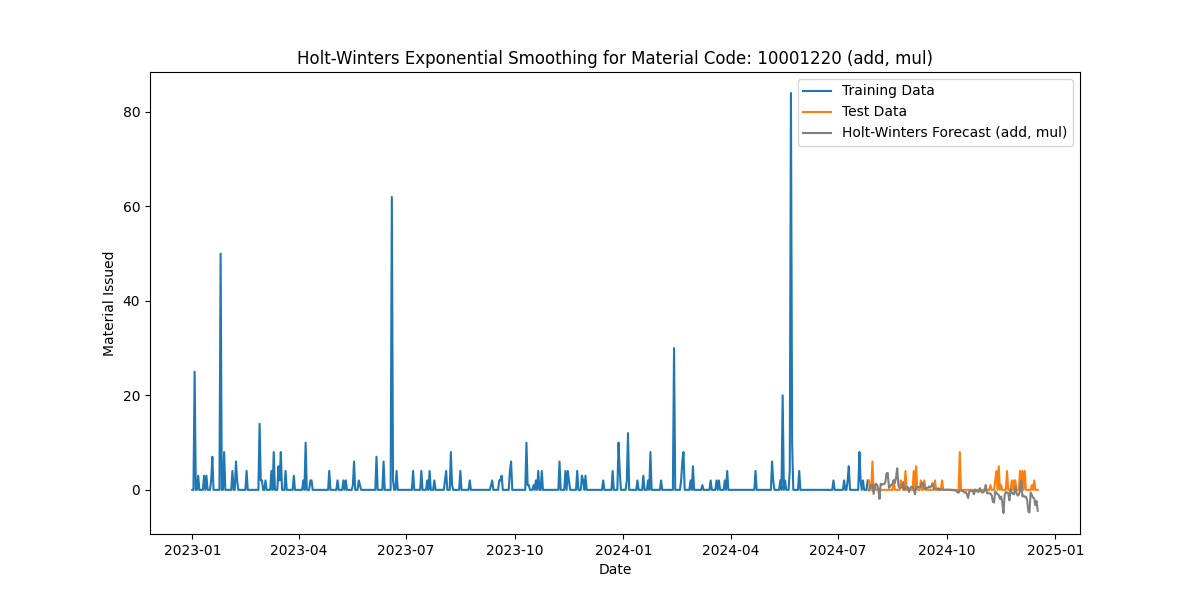 Holt-Winters Exponential Smoothing for Material Code: 10001220 (add, mul)
Training Data
Test Data
Holt-Winters Forecast (add, mul)
Material Issued
80
60
40
20
0
2023-01
2023-04
2023-07
2023-10
2024-01
2024-04
2024-07
2024-10
2025-01
Date